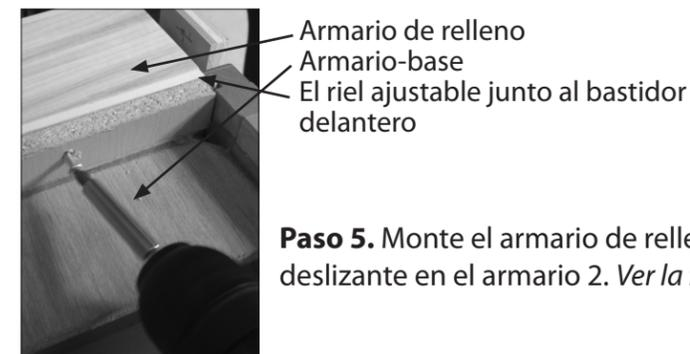 Armario de relleno
Armario-base
El riel ajustable junto al bastidor
delantero
Paso 5. Monte el armario de
deslizante en el armario 2. Ver la